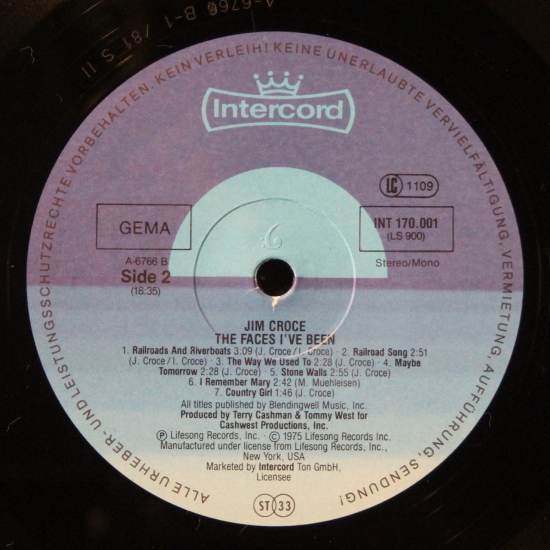 A-6766 B-1 / 81 S II
ALLE URHEBER- UND LEISTUNGSSCHUTZRECHTE VORBEHALTEN. KEIN VERLEIH! KEINE UNERLAUBTE VERVIELFÄLTIGUNG, VERMIETUNG, AUFFÜHRUNG, SENDUNG!
Intercord
LC 1109
GEMA
INT 170.001
(LS 900)
A-6766 B
Stereo/Mono
Side 2
(18:35)
6
JIM CROCE
THE FACES I'VE BEEN
1. Railroads And Riverboats 3:09 (J. Croce / I. Croce) · 2. Railroad Song 2:51
(J. Croce / I. Croce) · 3. The Way We Used To 2:28 (J. Croce) · 4. Maybe
Tomorrow 2:28 (J. Croce) · 5. Stone Walls 2:55 (J. Croce)
6. I Remember Mary 2:42 (M. Muehleisen)
7. Country Girl 1:46 (J. Croce)
All titles published by Blendingwell Music, Inc.
Produced by Terry Cashman & Tommy West for
Cashwest Productions, Inc.
Ⓟ Lifesong Records, Inc. · © 1975 Lifesong Records Inc.
Manufactured under license from Lifesong Records, Inc.,
New York, USA
Marketed by Intercord Ton GmbH,
Licensee
ST 33